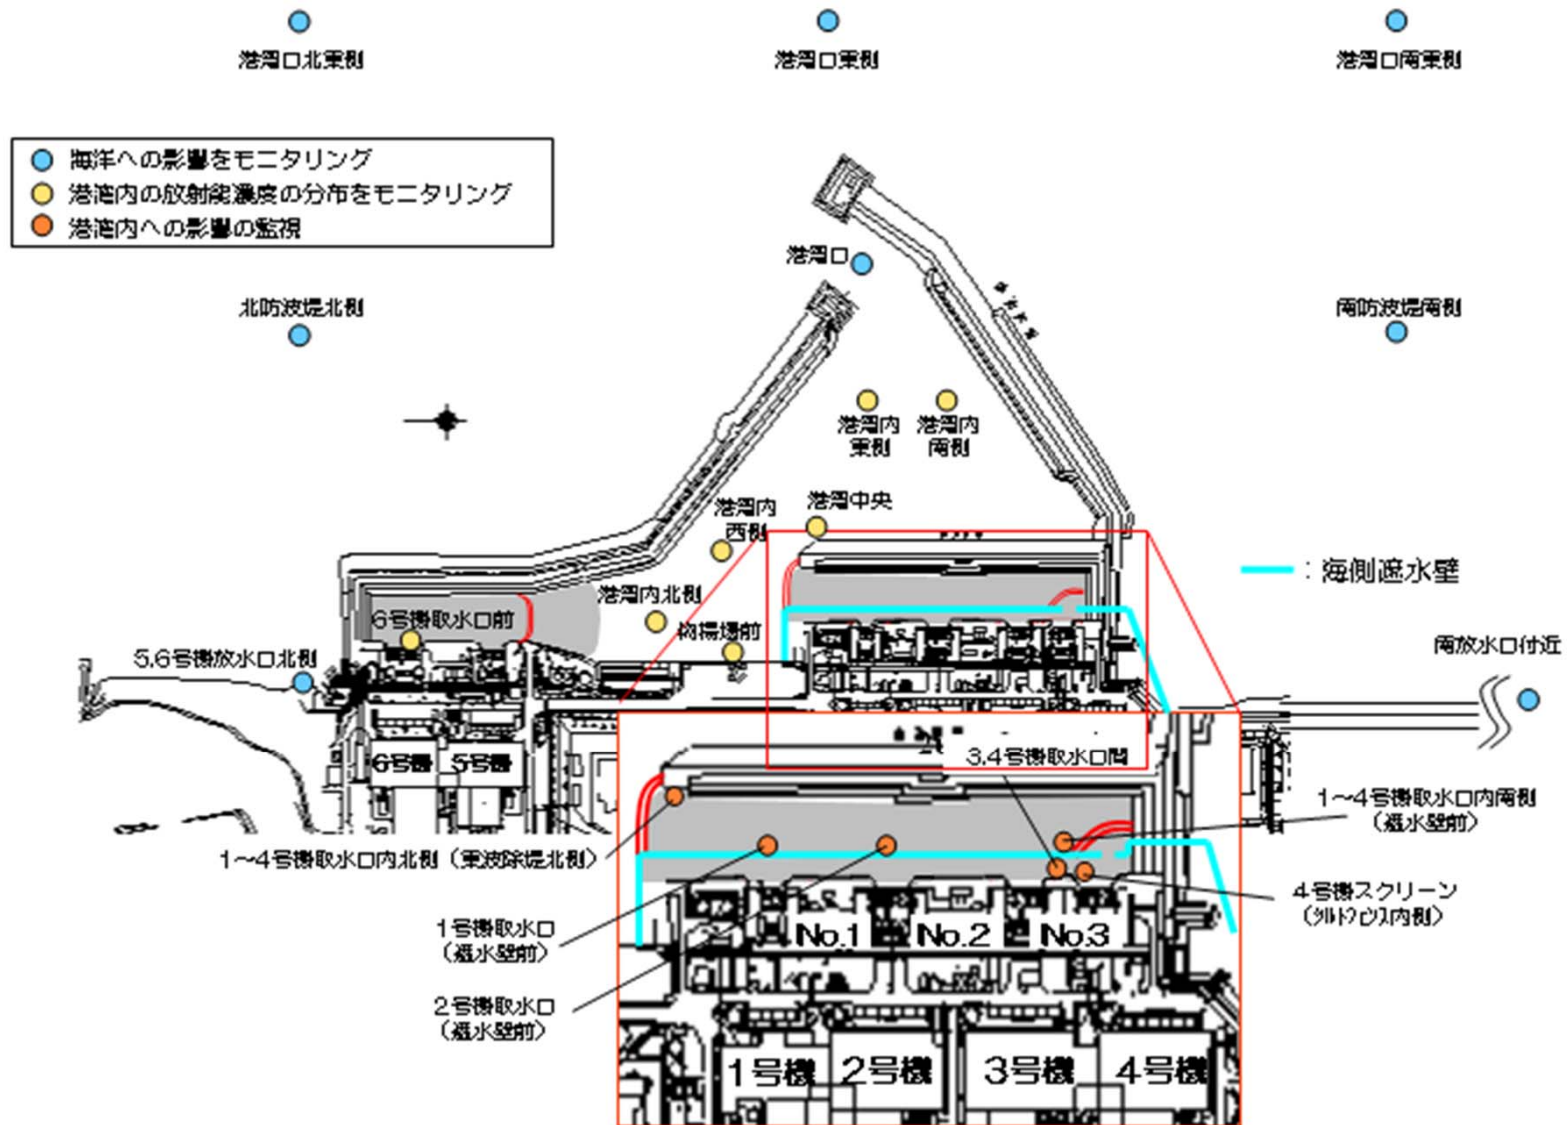 港湾口北東側
港湾口東側
港湾口南東側
海洋への影響をモニタリング
港湾内の放射能濃度の分布をモニタリング
港湾内への影響の監視
港湾口
北防波堤北側
南防波堤南側
港湾内
東側
港湾内
南側
港湾内
西側
港湾中央
:海側遮水壁
港湾内北側
6号機取水口前
物揚場前
5,6号機放水口北側
南放水口付近
6号機
5号機
3,4号機取水口間
1~4号機取水口内南側
(遮水壁前)
1~4号機取水口内北側(東波除堤北側)
4号機スクリーン
(シルトフェンス内側)
1号機取水口
(遮水壁前)
No.1
No.2
No.3
2号機取水口
(遮水壁前)
1号機
2号機
3号機
4号機